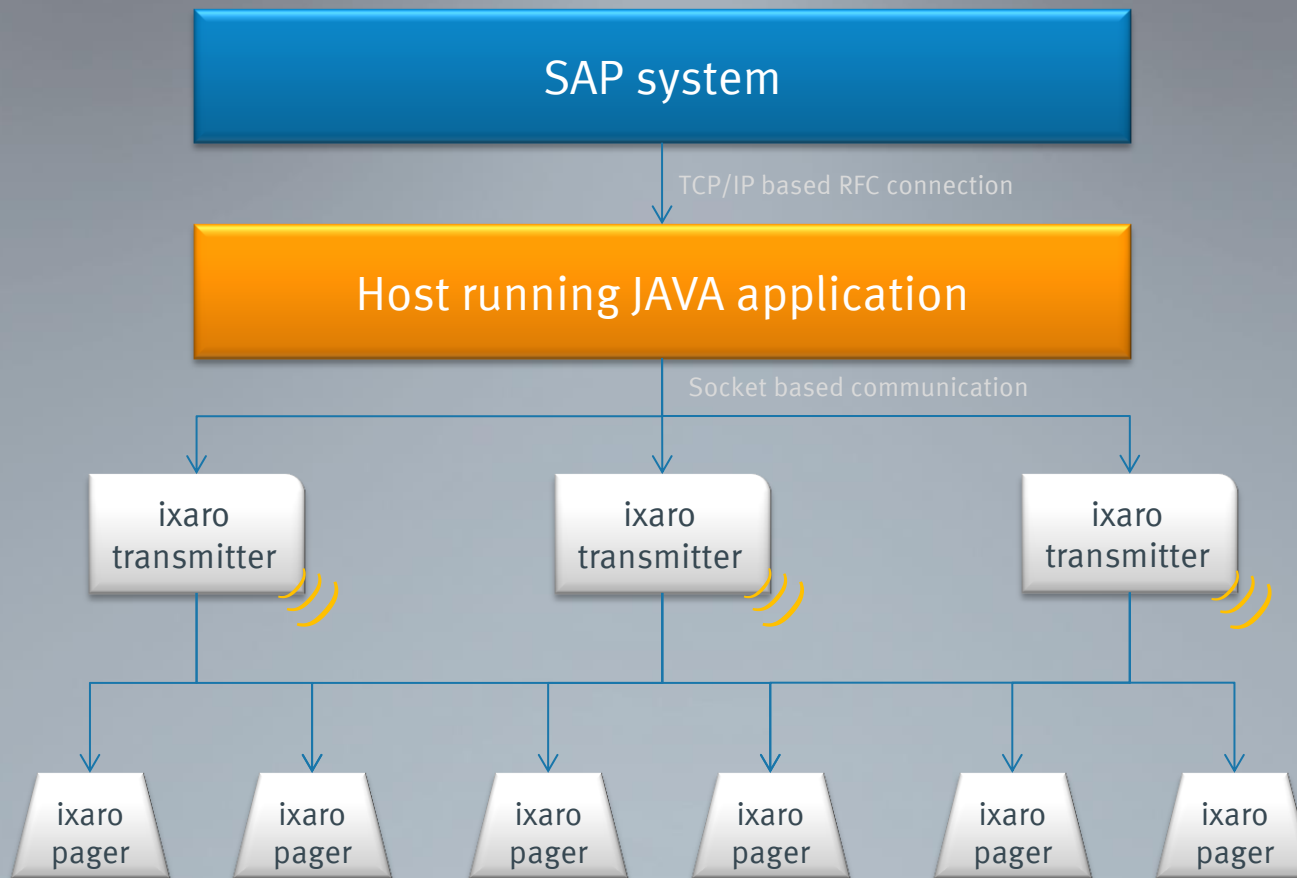 SAP system
TCP/IP based RFC connection
Host running JAVA application
Socket based communication
ixaro
transmitter
ixaro
transmitter
ixaro
transmitter
ixaro
pager
ixaro
pager
ixaro
pager
ixaro
pager
ixaro
pager
ixaro
pager